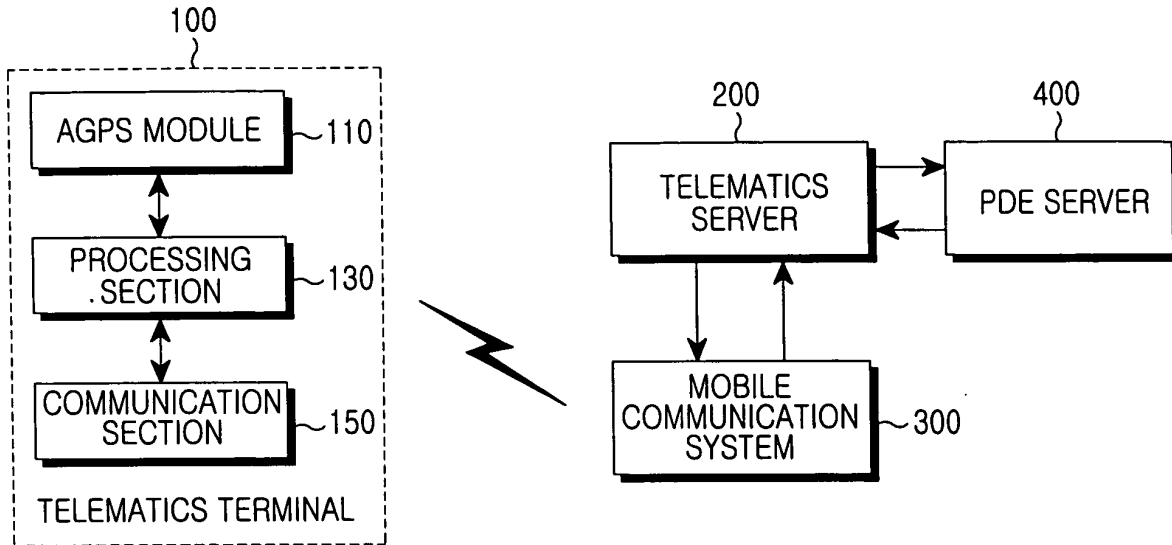 100
AGPS MODULE
110
PROCESSING
.SECTION
130
COMMUNICATION
SECTION
150
TELEMATICS TERMINAL
200
400
TELEMATICS
SERVER
PDE SERVER
MOBILE
COMMUNICATION
SYSTEM
300